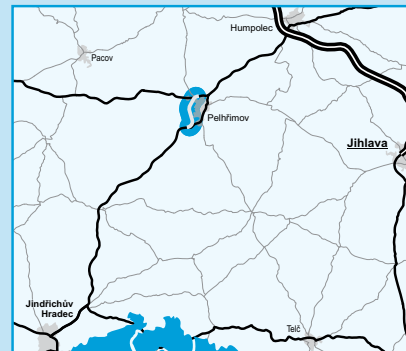 Humpolec
Pacov
Pelhřimov
Jihlava
Jindřichův
Hradec
Telč